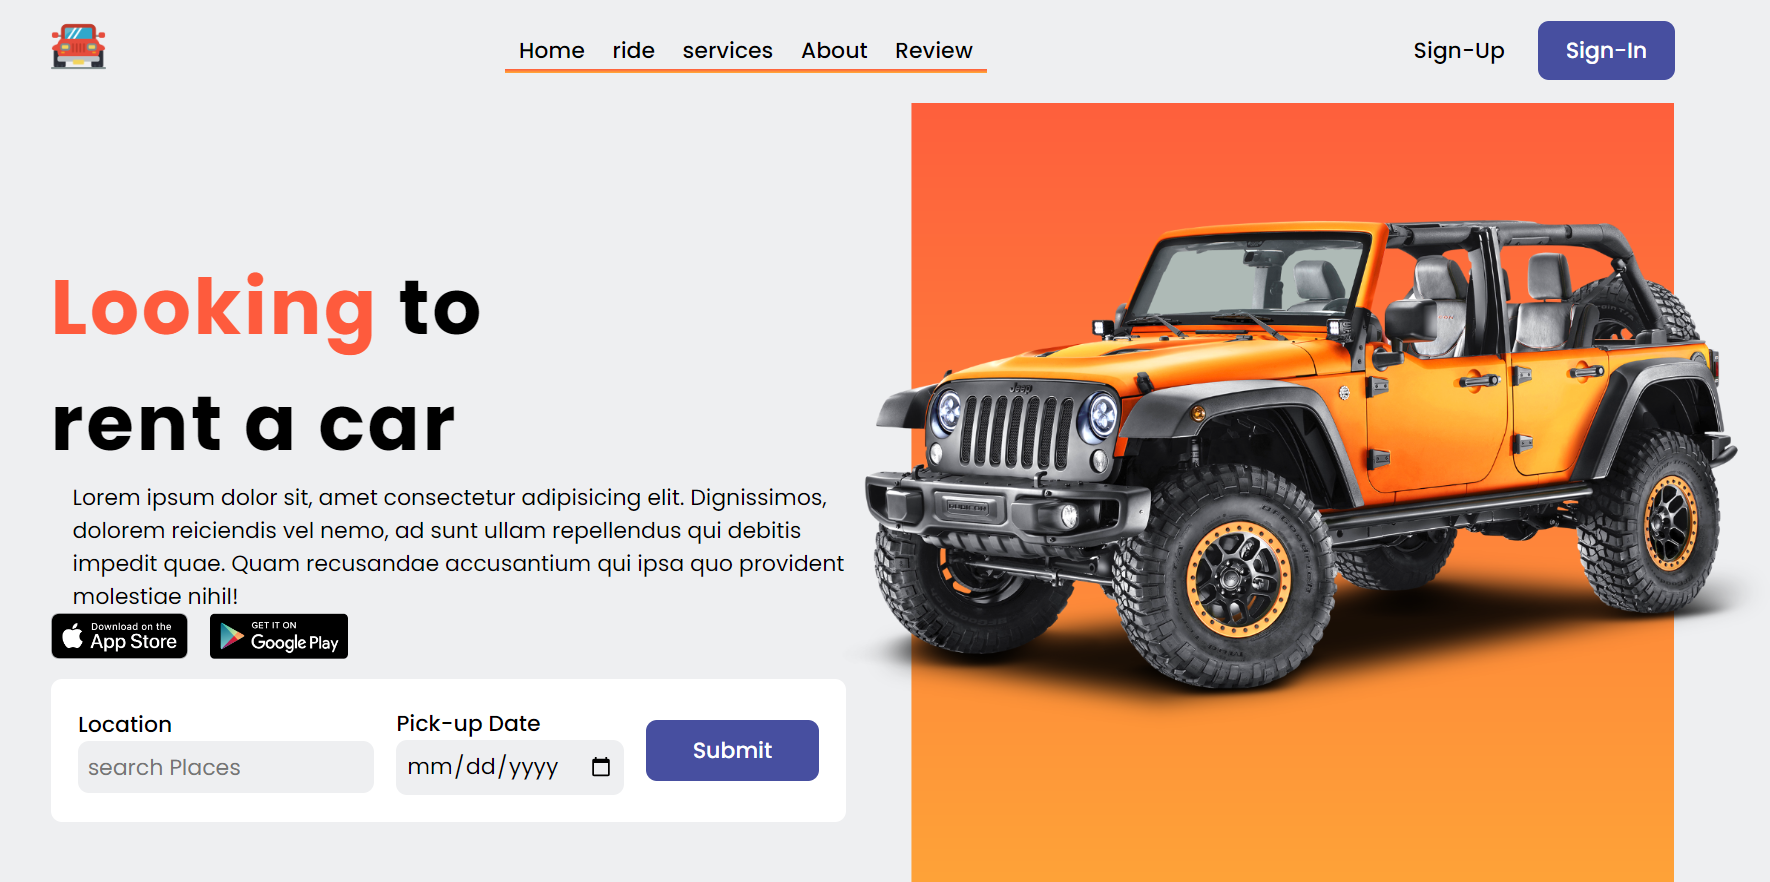 Home ride services About Review
Sign-Up
Sign-In
Looking to
rent a car
Lorem ipsum dolor sit, amet consectetur adipisicing elit. Dignissimos,
dolorem reiciendis vel nemo, ad sunt ullam repellendus qui debitis
impedit quae. Quam recusandae accusantium qui ipsa quo provident
molestiae nihil!
Download on the
App Store
GET IT ON
Google Play
Location
search Places
Pick-up Date
mm/dd/yyyy
Submit
Jeep
RUBICON